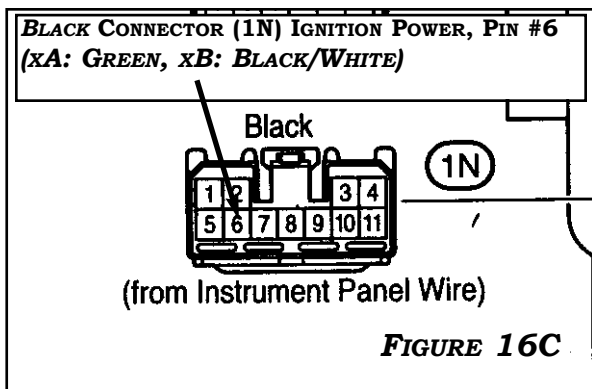 BLACK CONNECTOR (1N) IGNITION POWER, PIN #6
(XA: GREEN, XB: BLACK/WHITE)
Black
1N
1 2 3 4
5 6 7 8 9 10 11
(from Instrument Panel Wire)
FIGURE 16C